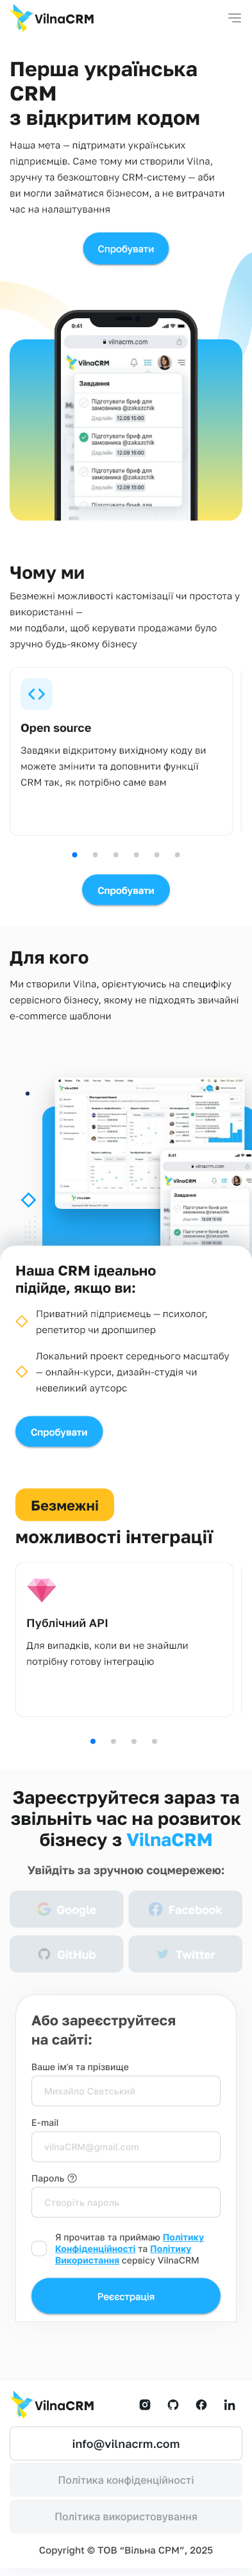 VilnaCRM
Перша українська
CRM
з відкритим кодом
Наша мета — підтримати українських
підприємців. Саме тому ми створили Vilna,
зручну та безкоштовну CRM-систему — аби
ви могли займатися бізнесом, а не витрачати
час на налаштування
Спробувати
9:41
vilnacrm.com
VilnaCRM
Завдання
Підготувати бриф для
замовника @zakazchik
Дедлайн 12.09 15:00
Підготувати бриф для
замовника @zakazchik
Дедлайн 12.09 15:00
Підготувати бриф для
замовника @zakazchik
Дедлайн 12.09 15:00
Підготувати бриф для
Чому ми
Безмежні можливості кастомізації чи простота у
використанні —
ми подбали, щоб керувати продажами було
зручно будь-якому бізнесу
Open source
Завдяки відкритому вихідному коду ви
можете змінити та доповнити функції
CRM так, як потрібно саме вам
Спробувати
Для кого
Ми створили Vilna, орієнтуючись на специфіку
сервісного бізнесу, якому не підходять звичайні
e-commerce шаблони
VilnaCRM
9:41
vilnacrm.com
VilnaCRM
Завдання
Наша CRM ідеально
підійде, якщо ви:
Приватний підприємець — психолог,
репетитор чи дропшипер
Локальний проект середнього масштабу
— онлайн-курси, дизайн-студія чи
невеликий аутсорс
Спробувати
Безмежні
можливості інтеграції
Публічний API
Для випадків, коли ви не знайшли
потрібну готову інтеграцію
Зареєструйтеся зараз та
звільніть час на розвиток
бізнесу з VilnaCRM
Увійдіть за зручною соцмережею:
Google
Facebook
GitHub
Twitter
Або зареєструйтеся
на сайті:
Ваше ім'я та прізвище
Михайло Светський
E-mail
vilnaCRM@gmail.com
Пароль
Створіть пароль
Я прочитав та приймаю Політику
Конфіденційності та Політику
Використання сервісу VilnaCRM
Реєєстрація
VilnaCRM
info@vilnacrm.com
Політика конфіденційності
Політика використовування
Copyright © ТОВ “Вільна СРМ”, 2025